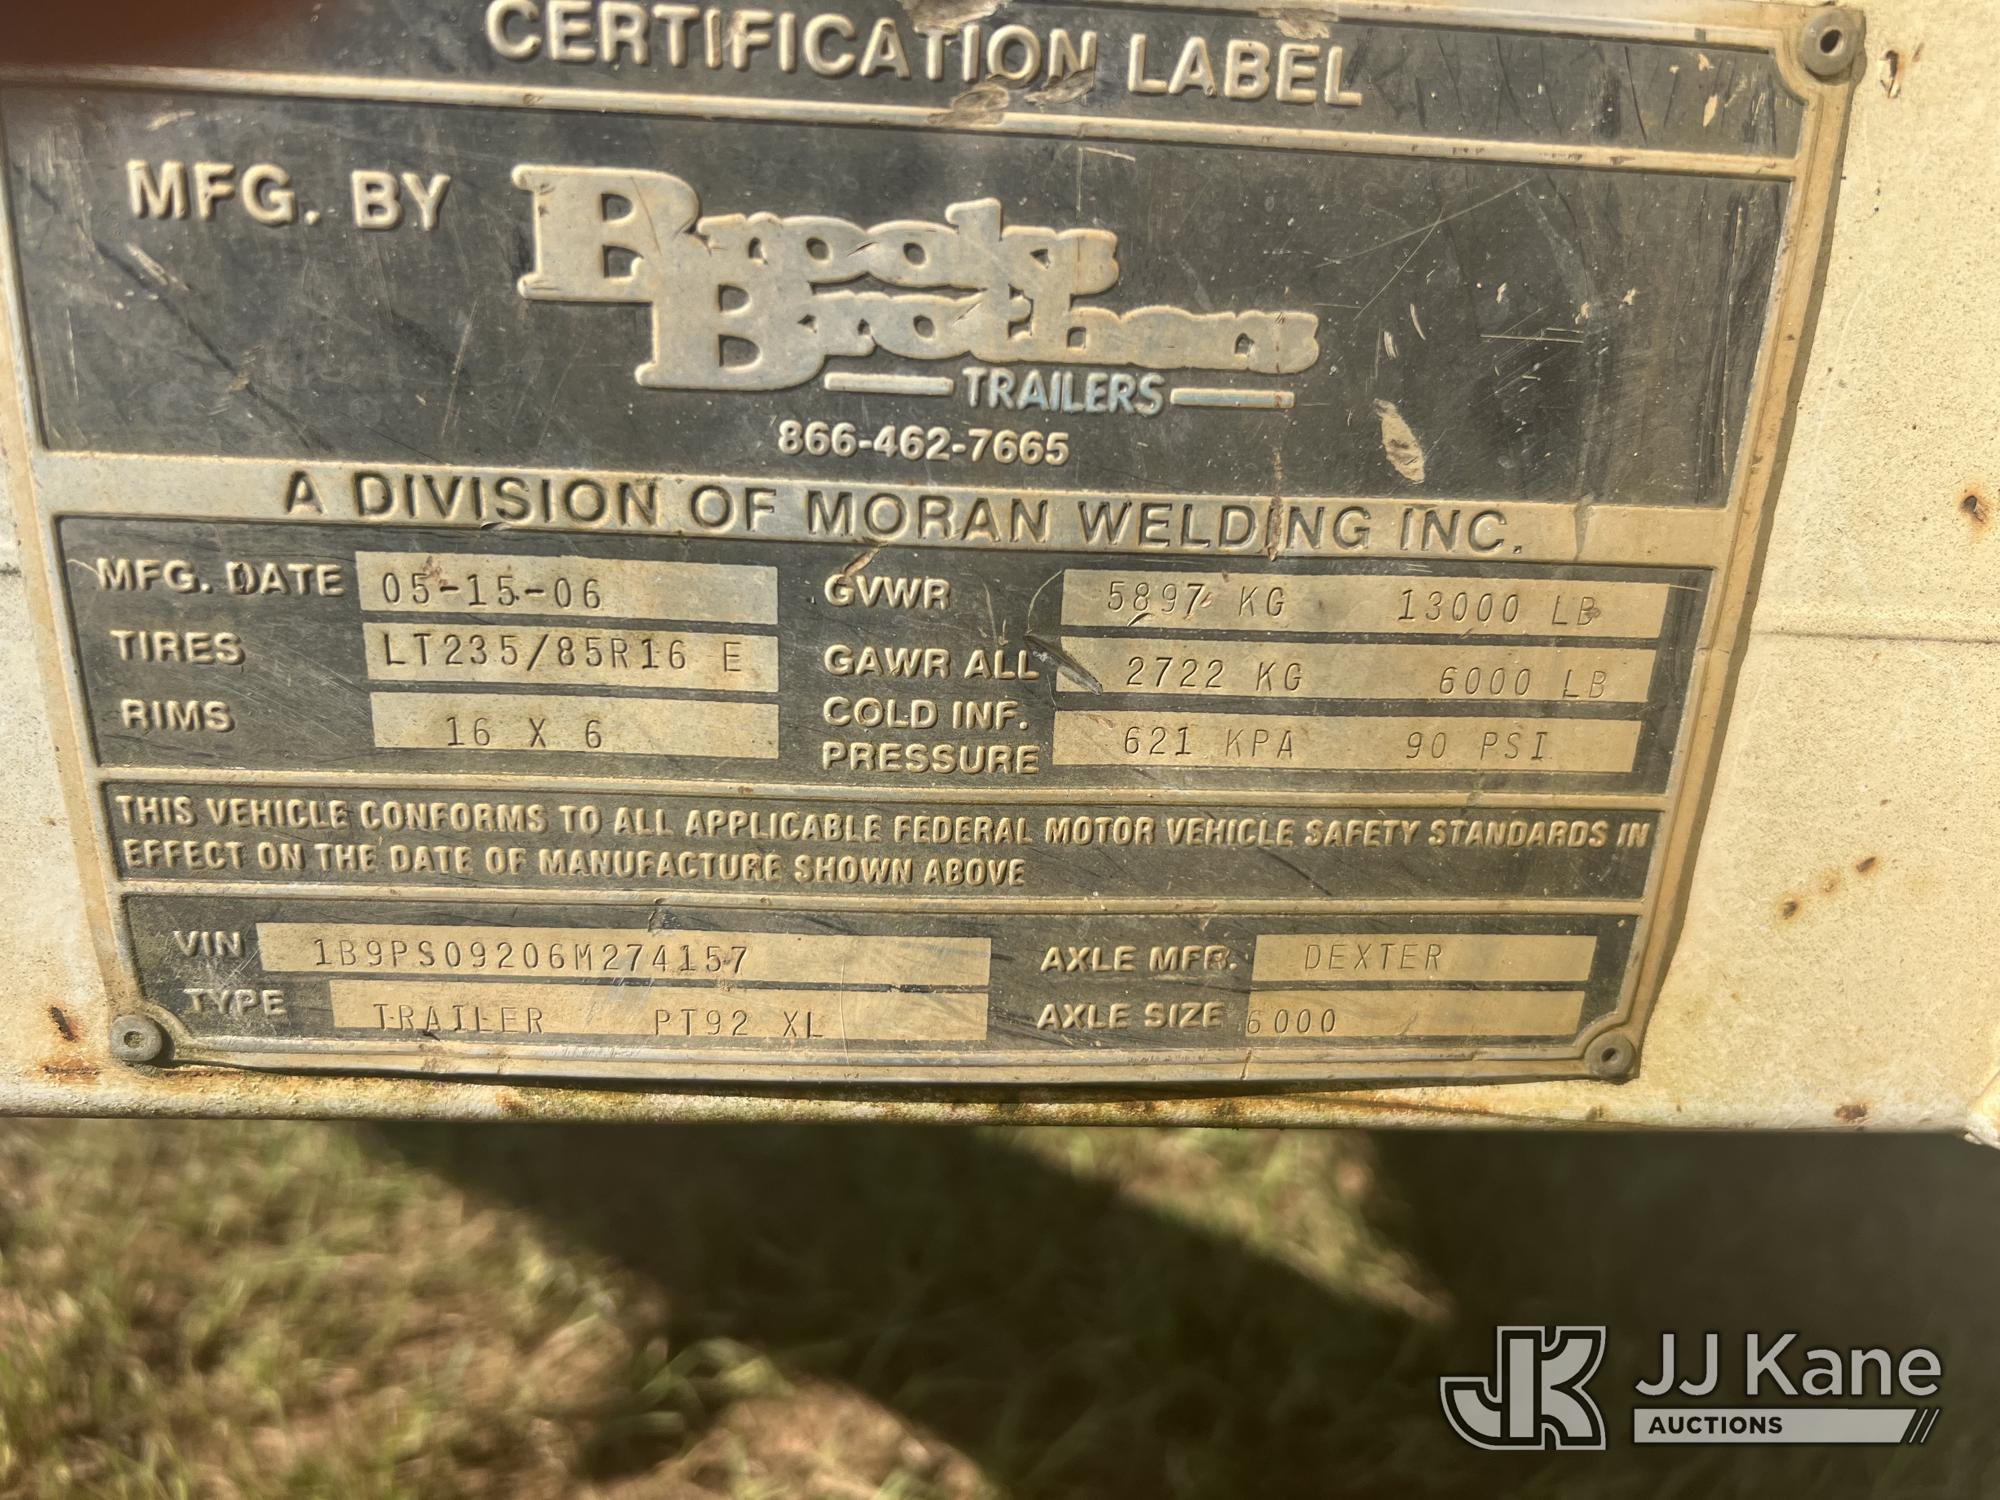 CERTIFICATION LABEL
MFG. BY Brooks Brothers
TRAILERS
866-462-7665
A DIVISION OF MORAN WELDING INC.
MFG. DATE 05-15-06 GVWR 5897 KG 13000 LB
TIRES LT235/85R16 E GAWR ALL 2722 KG 6000 LB
RIMS 16 X 6 COLD INF. PRESSURE 621 KPA 90 PSI
THIS VEHICLE CONFORMS TO ALL APPLICABLE FEDERAL MOTOR VEHICLE SAFETY STANDARDS IN
EFFECT ON THE DATE OF MANUFACTURE SHOWN ABOVE
VIN 1B9PS09206M274157 AXLE MFR. DEXTER
TYPE TRAILER PT92 XL AXLE SIZE 6000
JK JJ Kane
AUCTIONS